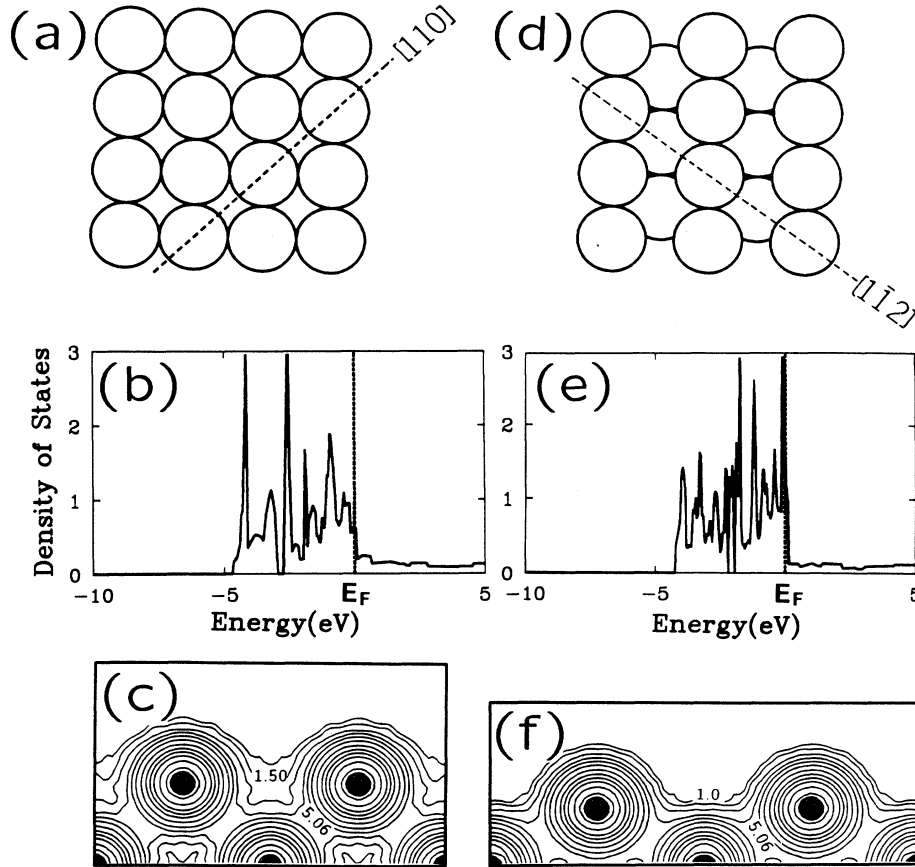 (a)
[110]
(d)
[11̄2]
(b)
Density of States
3
2
1
0
-10
-5
E_F
5
Energy(eV)
(e)
3
2
1
0
-10
-5
E_F
5
Energy(eV)
(c)
1.50
5.06
(f)
1.0
5.06